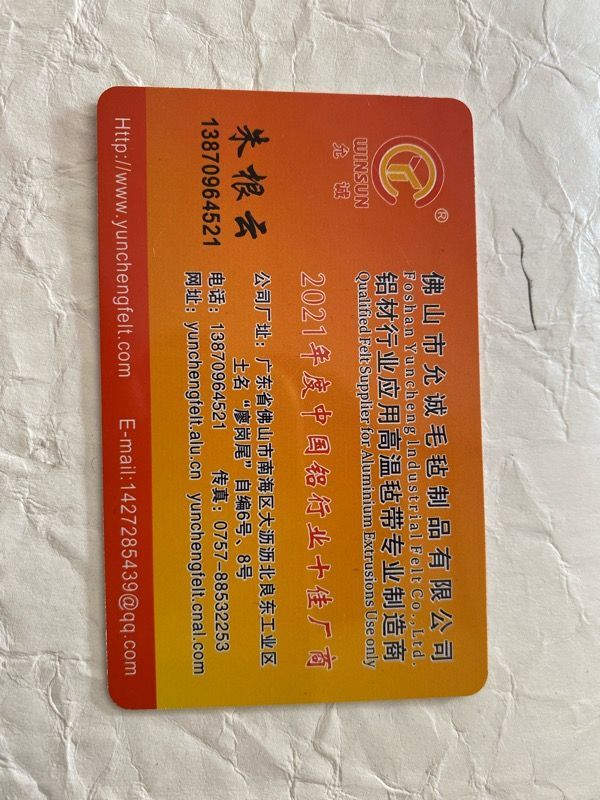 ®
WINSUN
允诚
佛山市允诚毛毡制品有限公司
Foshan Yuncheng Industrial Felt Co.,Ltd.
铝材行业应用高温毡带专业制造商
Qualified Felt Supplier for Aluminium Extrusions Use only
2021年度中国铝行业十佳厂商
朱根云
13870964521
公司厂址：广东省佛山市南海区大沥沥北良东工业区
土名“廖岗尾”自编6号、8号
电话：13870964521 传真：0757-88532253
网址：yunchengfelt.alu.cn yunchengfelt.cnal.com
Http://www.yunchengfelt.com E-mail:1427285439@qq.com